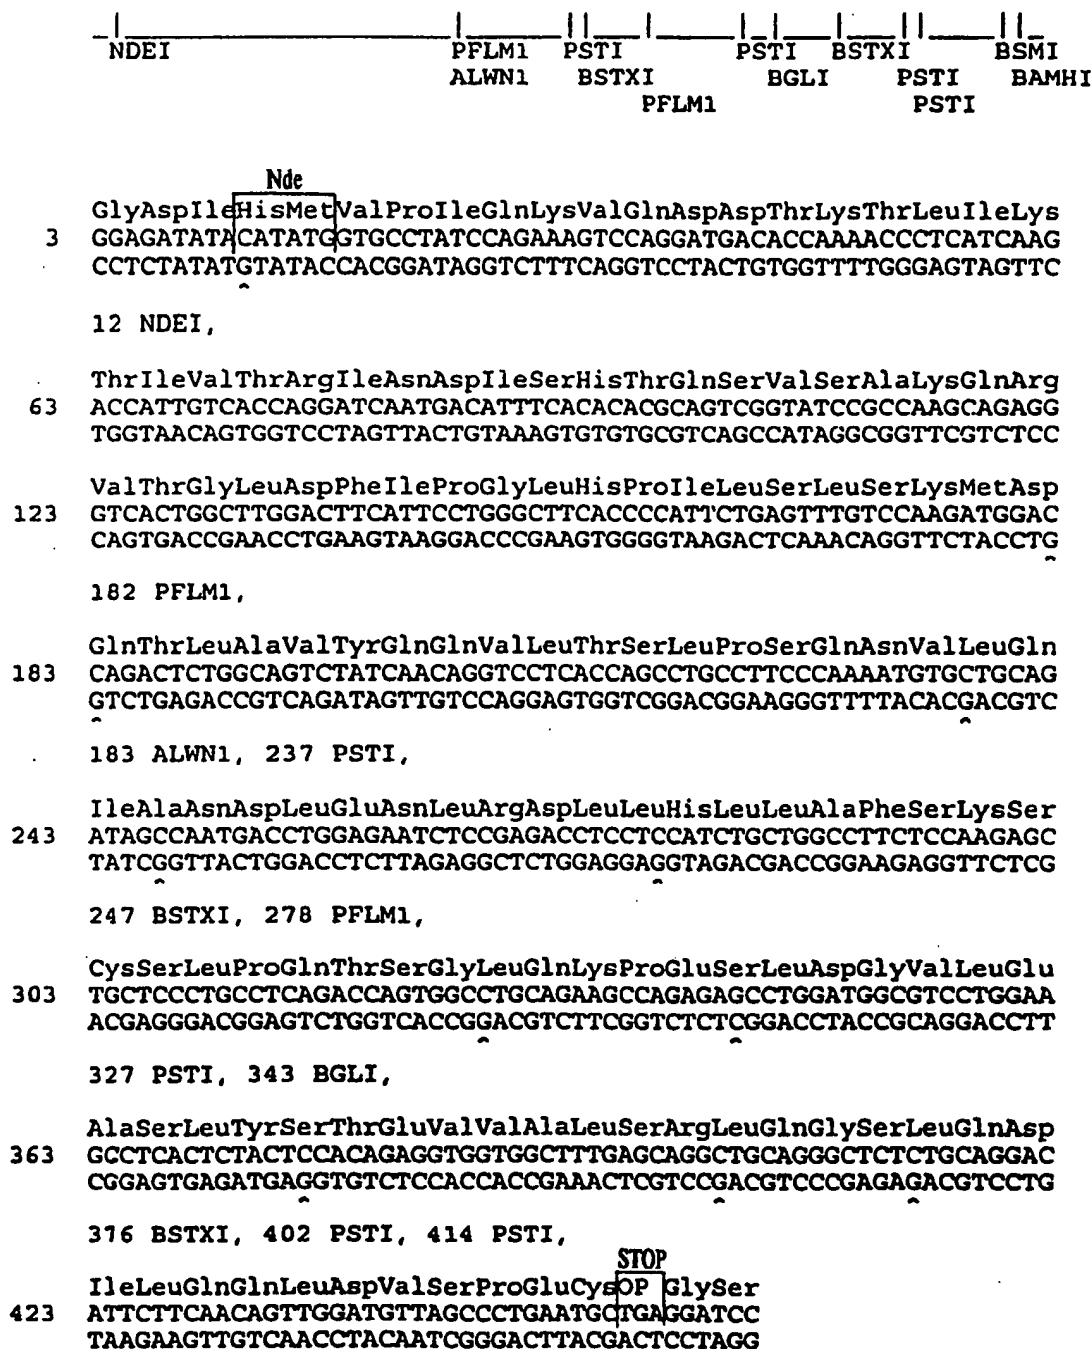 NDEI PFLM1 PSTI PSTI BSTXI BSMI
ALWN1 BSTXI BGLI PSTI BAMHI
PFLM1 PSTI
Nde
GlyAspIleHisMetValProIleGlnLysValGlnAspAspThrLysThrLeuIleLys
3 GGAGATATACATATGGTGCCTATCCAGAAAGTCCAGGATGACACCAAAACCCTCATCAAG
CCTCTATATGTATACCACGGATAGGTCTTTCAGGTCCTACTGTGGTTTTGGGAGTAGTTC
^
12 NDEI,
ThrIleValThrArgIleAsnAspIleSerHisThrGlnSerValSerAlaLysGlnArg
63 ACCATTGTCACCAGGATCAATGACATTTCACACACGCAGTCGGTATCCGCCAAGCAGAGG
TGGTAACAGTGGTCCTAGTTACTGTAAAGTGTGTGCGTCAGCCATAGGCGGTTCGTCTCC
ValThrGlyLeuAspPheIleProGlyLeuHisProIleLeuSerLeuSerLysMetAsp
123 GTCACTGGCTTGGACTTCATTCCTGGGCTTCACCCCATTCTGAGTTTGTCCAAGATGGAC
CAGTGACCGAACCTGAAGTAAGGACCCGAAGTGGGGTAAGACTCAAACAGGTTCTACCTG
^
182 PFLM1,
GlnThrLeuAlaValTyrGlnGlnValLeuThrSerLeuProSerGlnAsnValLeuGln
183 CAGACTCTGGCAGTCTATCAACAGGTCCTCACCAGCCTGCCTTCCCAAAATGTGCTGCAG
GTCTGAGACCGTCAGATAGTTGTCCAGGAGTGGTCGGACGGAAGGGTTTTACACGACGTC
^ ^
183 ALWN1, 237 PSTI,
IleAlaAsnAspLeuGluAsnLeuArgAspLeuLeuHisLeuLeuAlaPheSerLysSer
243 ATAGCCAATGACCTGGAGAATCTCCGAGACCTCCTCCATCTGCTGGCCTTCTCCAAGAGC
TATCGGTTACTGGACCTCTTAGAGGCTCTGGAGGAGGTAGACGACCGGAAGAGGTTCTCG
^ ^
247 BSTXI, 278 PFLM1,
CysSerLeuProGlnThrSerGlyLeuGlnLysProGluSerLeuAspGlyValLeuGlu
303 TGCTCCCTGCCTCAGACCAGTGGCCTGCAGAAGCCAGAGAGCCTGGATGGCGTCCTGGAA
ACGAGGGACGGAGTCTGGTCACCGGACGTCTTCGGTCTCTCGGACCTACCGCAGGACCTT
^ ^
327 PSTI, 343 BGLI,
AlaSerLeuTyrSerThrGluValValAlaLeuSerArgLeuGlnGlySerLeuGlnAsp
363 GCCTCACTCTACTCCACAGAGGTGGTGGCTTTGAGCAGGCTGCAGGGCTCTCTGCAGGAC
CGGAGTGAGATGAGGTGTCTCCACCACCGAAACTCGTCCGACGTCCCGAGAGACGTCCTG
^ ^ ^
376 BSTXI, 402 PSTI, 414 PSTI,
STOP
IleLeuGlnGlnLeuAspValSerProGluCysOP GlySer
423 ATTCTTCAACAGTTGGATGTTAGCCCTGAATGCTGAGGATCC
TAAGAAGTTGTCAACCTACAATCGGGACTTACGACTCCTAGG